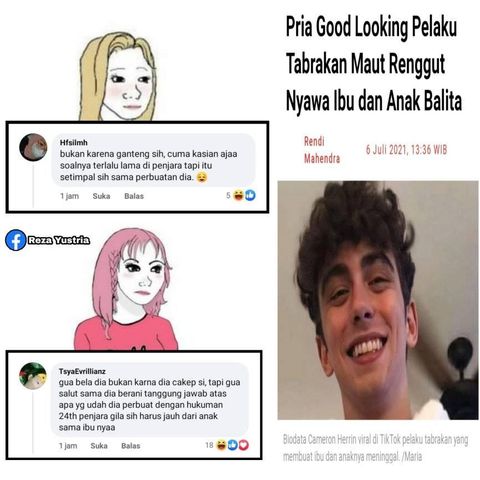 Pria Good Looking Pelaku
Tabrakan Maut Renggut
Nyawa Ibu dan Anak Balita
Rendi
Mahendra
6 Juli 2021, 13:36 WIB
Hfsilmh
bukan karena ganteng sih, cuma kasian ajaa
soalnya terlalu lama di penjara tapi itu
setimpal sih sama perbuatan dia. 😔
1 jam Suka Balas 5
Reza Yustria
TsyaEvrillianz
gua bela dia bukan karna dia cakep si, tapi gua
salut sama dia berani tanggung jawab atas
apa yg udah dia perbuat dengan hukuman
24th penjara gila sih harus jauh dari anak
sama ibu nyaa
1 jam Suka Balas 18
Biodata Cameron Herrin viral di TikTok pelaku tabrakan yang
membuat ibu dan anaknya meninggal. /Maria